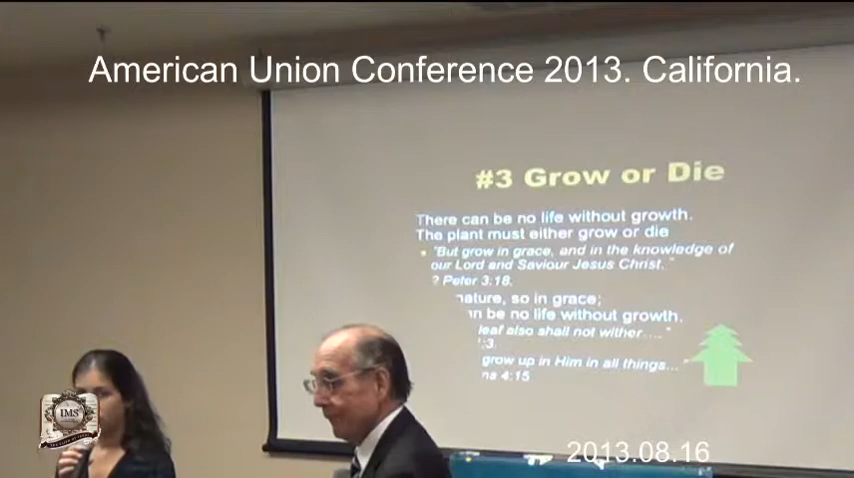 American Union Conference 2013. California.
#3 Grow or Die
There can be no life without growth.
The plant must either grow or die
"But grow in grace, and in the knowledge of
our Lord and Saviour Jesus Christ."
? Peter 3:18.
nature, so in grace;
n be no life without growth.
leaf also shall not wither...."
:3.
grow up in Him in all things..."
ns 4:15
IMS
2013.08.16